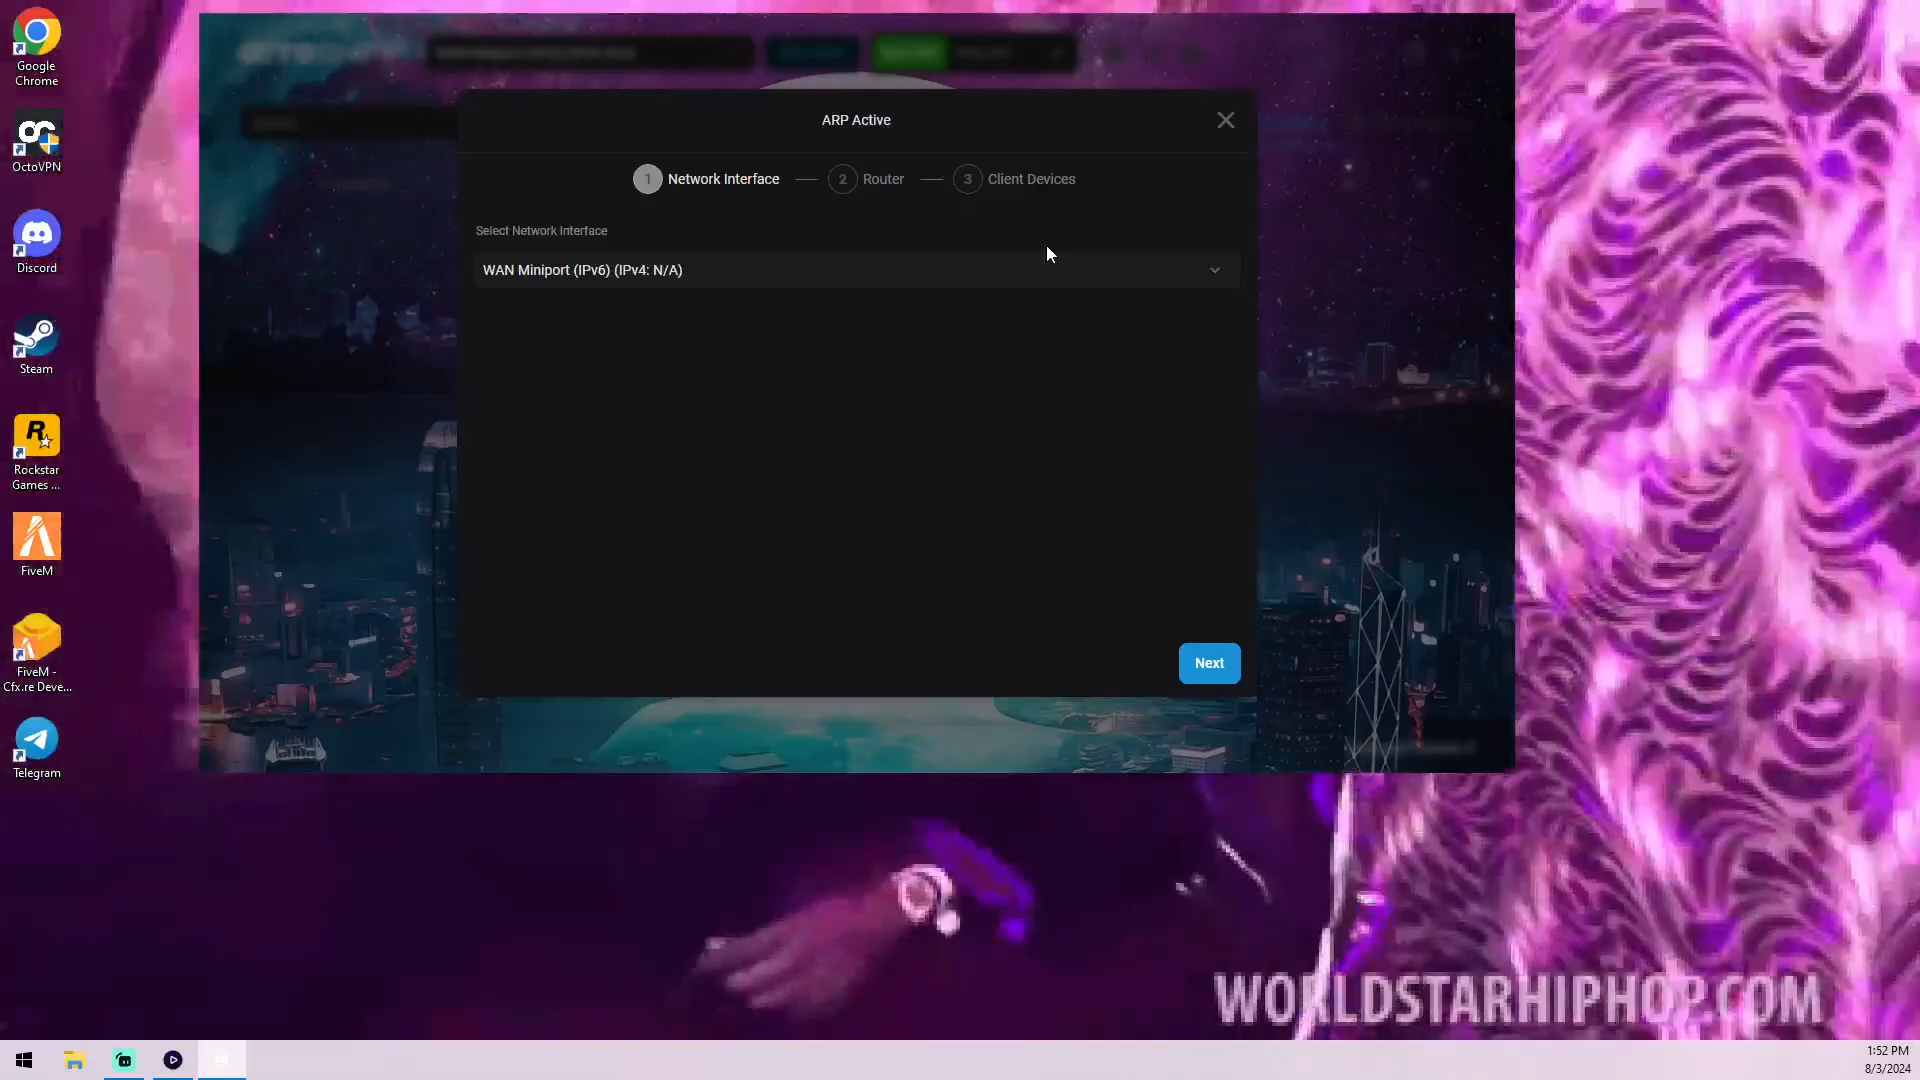 Google
Chrome
OctoVPN
Discord
Steam
Rockstar
Games ...
FiveM
FiveM -
Cfx.re Deve...
Telegram
ARP Active
1 Network Interface
2 Router
3 Client Devices
Select Network Interface
WAN Miniport (IPv6) (IPv4: N/A)
Next
WORLDSTARHIPHOP.COM
1:52 PM
8/3/2024